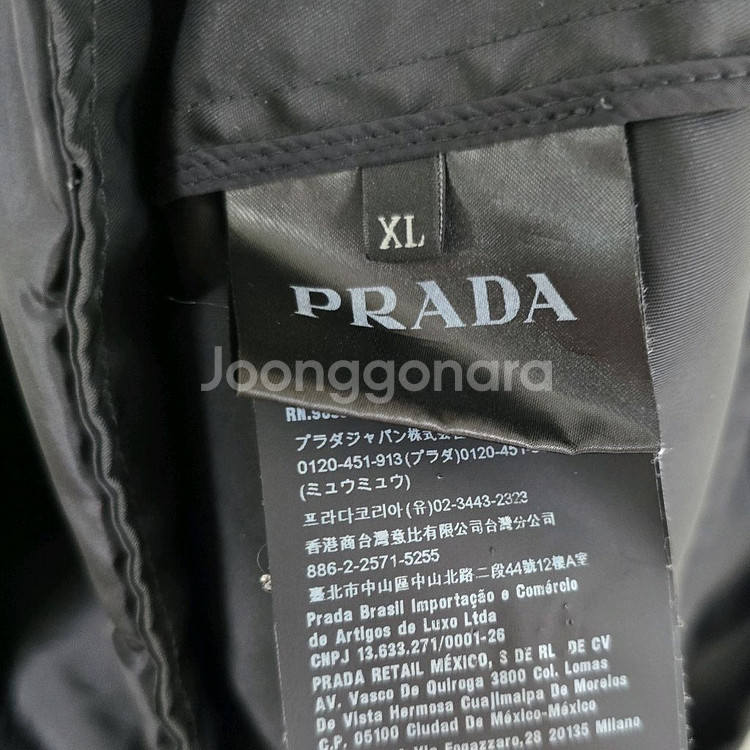 XL
PRADA
Joonggonara
プラダジャパン株式会
0120-451-913(プラダ)0120-451-
(ミュウミュウ)
프라다코리아(유)02-3443-2323
香港商台灣意比有限公司台灣分公司
886-2-2571-5255
臺北市中山區中山北路二段44號12樓A室
Prada Brasil Importação e Comércio
de Artigos de Luxo Ltda
CNPJ 13.633.271/0001-26
PRADA RETAIL MÉXICO, S DE RL DE CV
AV. Vasco De Quiroga 3800 Col. Lomas
De Vista Hermosa Cuajimalpa De Morelos
C.P. 05100 Ciudad De México-México
Via Fogazzaro, 28 20135 Milano